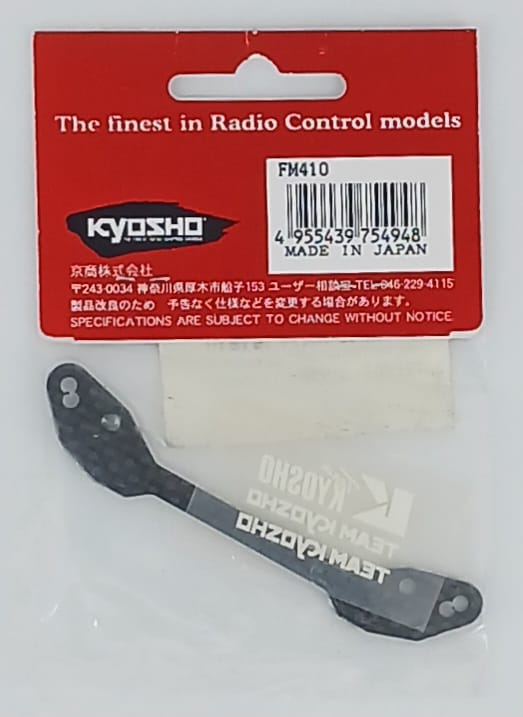 The finest in Radio Control models
FM410
4 955439 754948
MADE IN JAPAN
KYOSHO
京商株式会社
〒243-0034 神奈川県厚木市船子153 ユーザー相談室 TEL 046-229-4115
製品改良のため 予告なく仕様などを変更する場合があります。
SPECIFICATIONS ARE SUBJECT TO CHANGE WITHOUT NOTICE.
KYOSHO
TEAM KYOSHO
TEAM KYOSHO